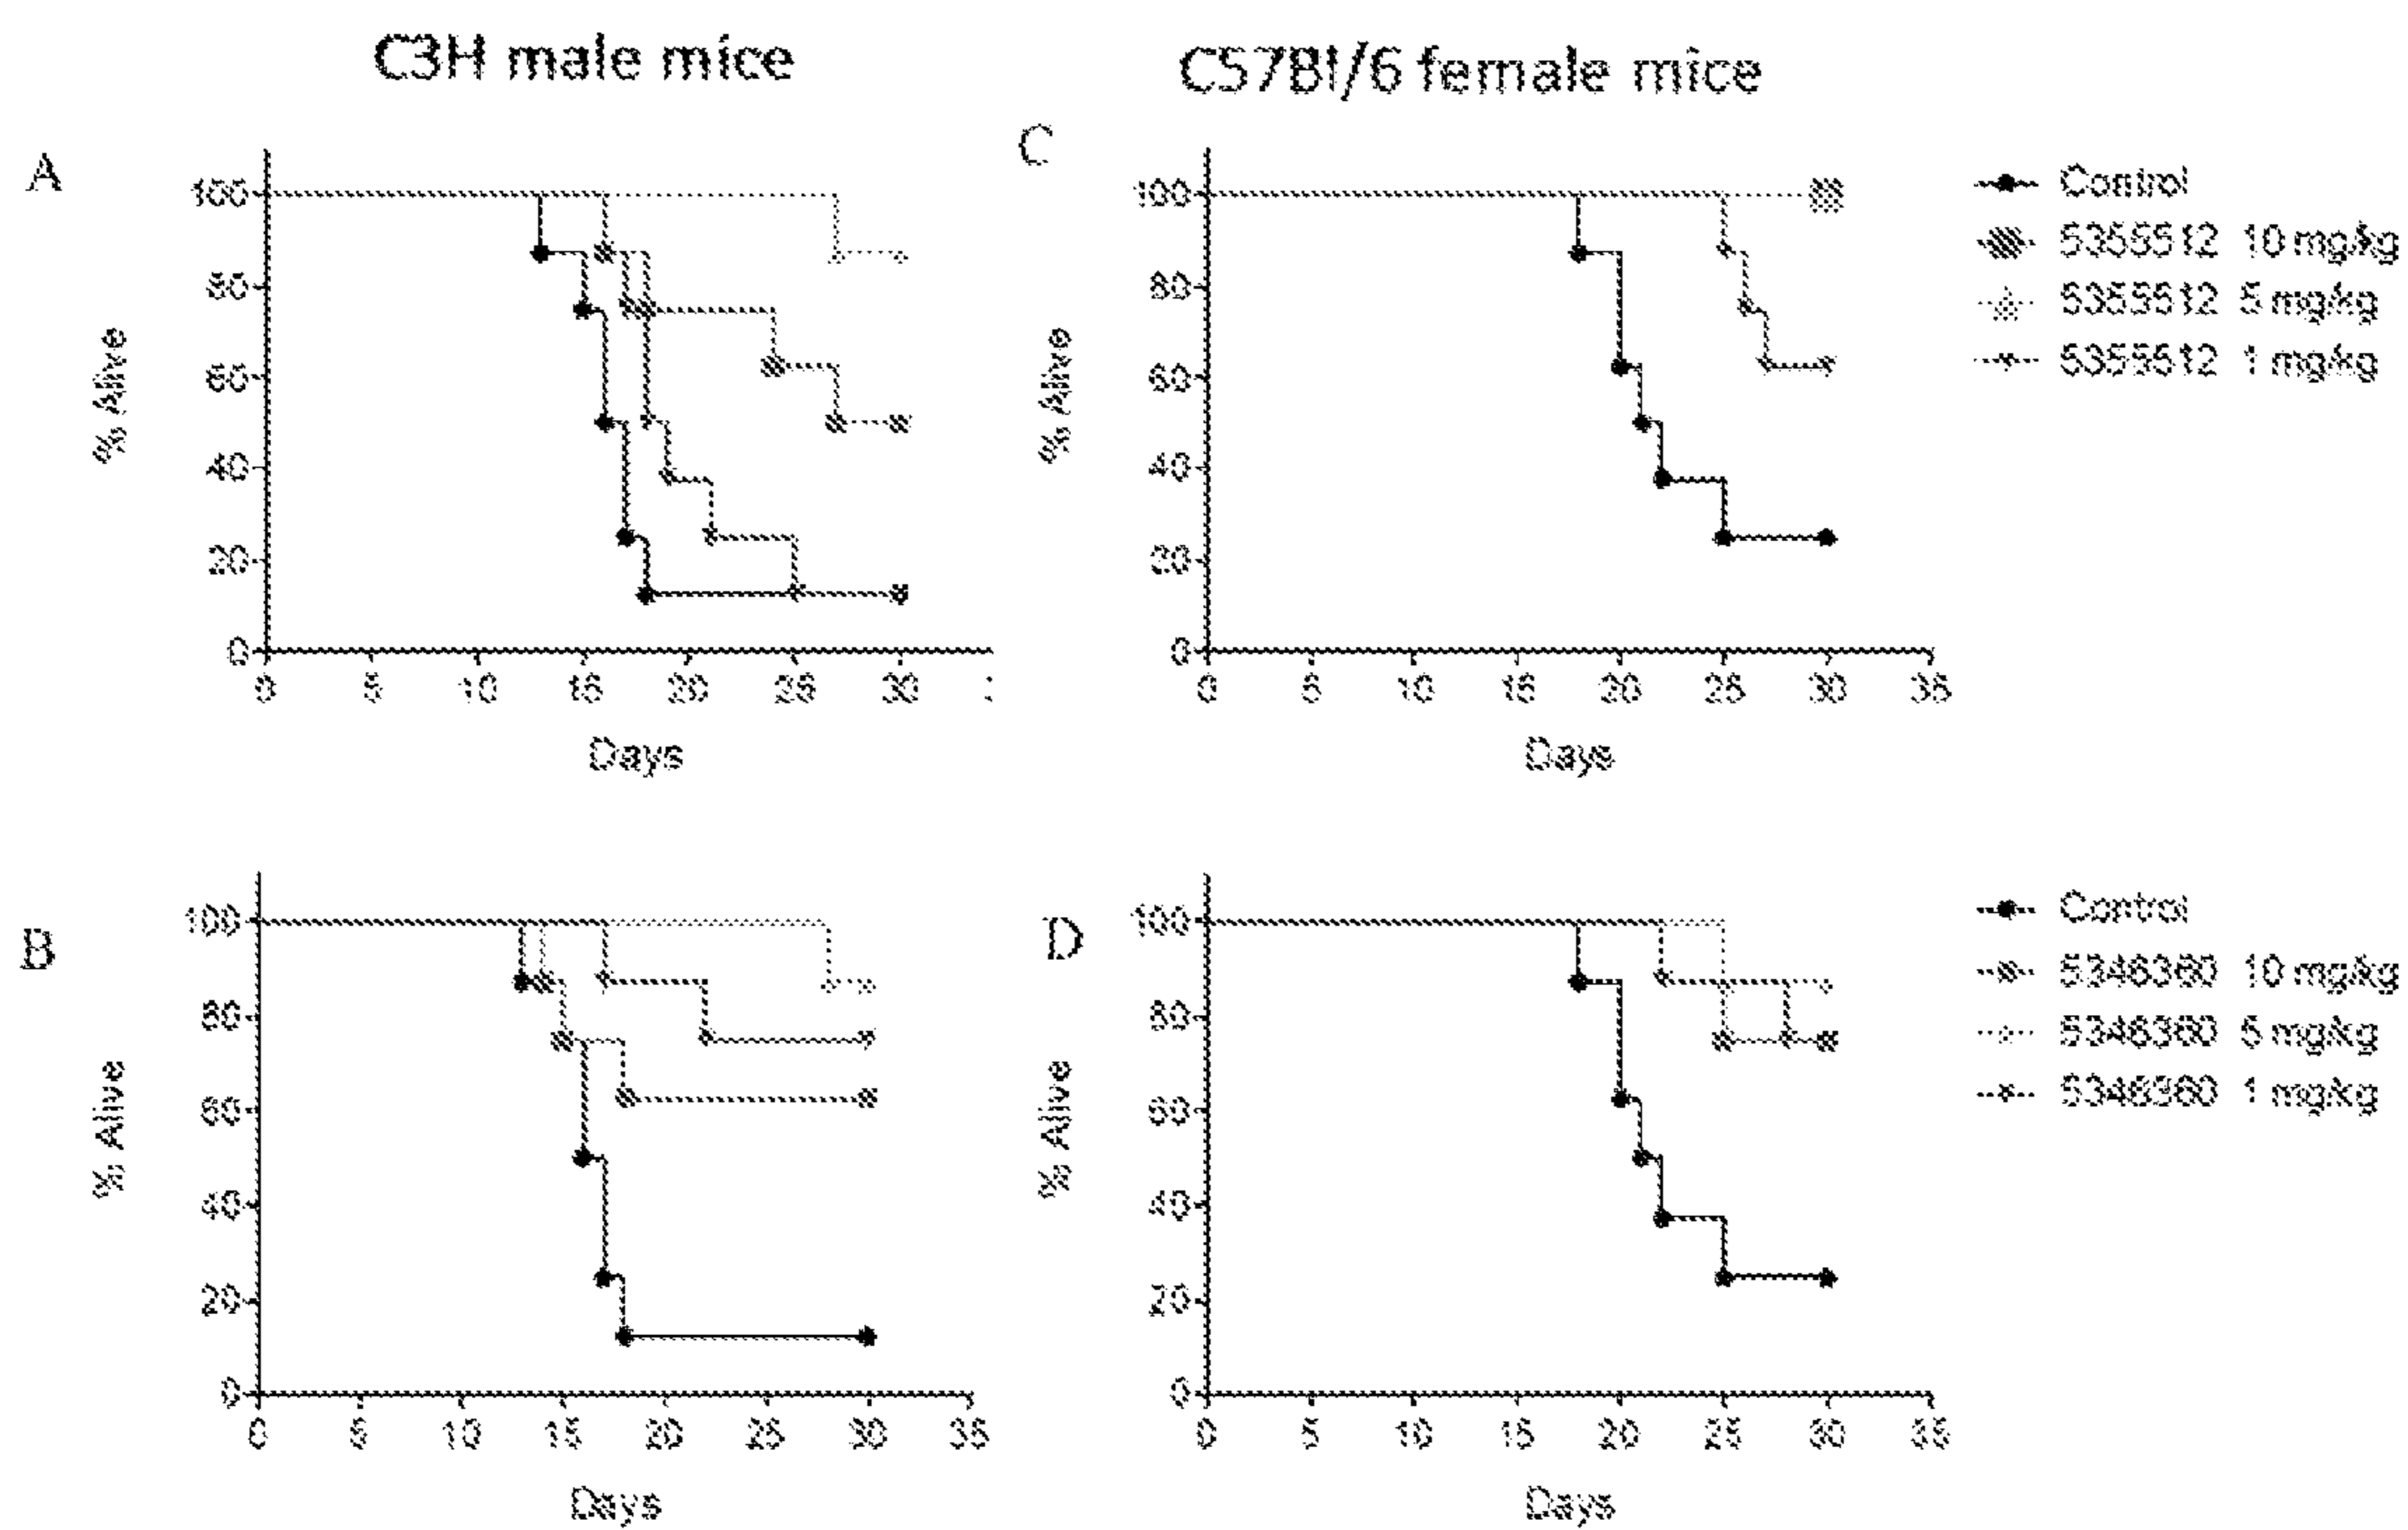 C3H male mice
C57Bl/6 female mice
A
% Alive
100
80
60
40
20
0
0 5 10 15 20 25 30
Days
C
% Alive
100
80
60
40
20
0
0 5 10 15 20 25 30 35
Days
Control
5355512 10 mg/kg
5355512 5 mg/kg
5355512 1 mg/kg
B
% Alive
100
80
60
40
20
0
0 5 10 15 20 25 30 35
Days
D
% Alive
100
80
60
40
20
0
0 5 10 15 20 25 30 35
Days
Control
5346360 10 mg/kg
5346360 5 mg/kg
5346360 1 mg/kg